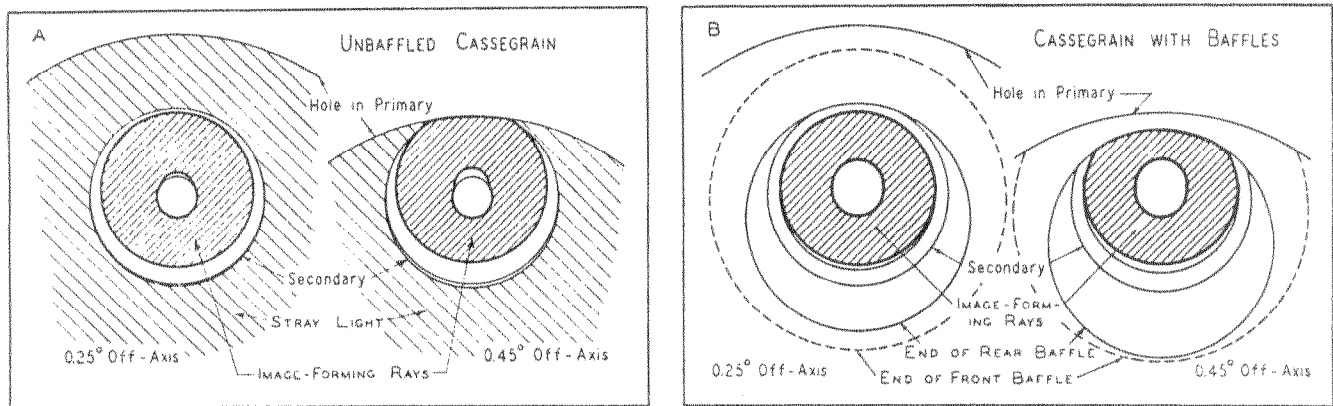 A
UNBAFFLED CASSEGRAIN
Hole in Primary
Secondary
STRAY LIGHT
0.25° Off-Axis
0.45° Off-Axis
IMAGE-FORMING RAYS
B
CASSEGRAIN WITH BAFFLES
Hole in Primary
Secondary
IMAGE-FORM-
ING RAYS
END OF REAR BAFFLE
0.25° Off-Axis
END OF FRONT BAFFLE
0.45° Off-Axis